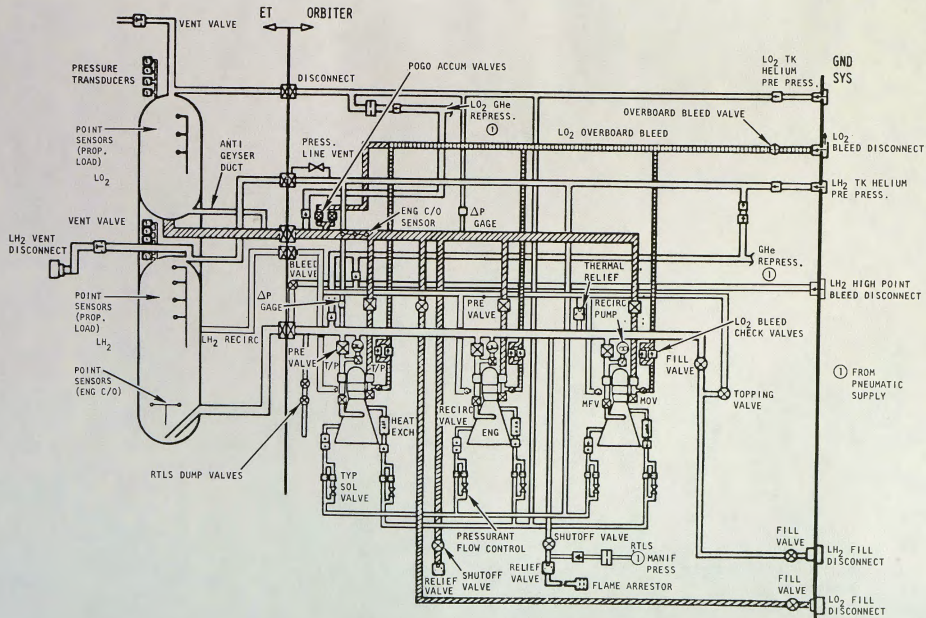 VENT VALVE
ET
ORBITER
PRESSURE
TRANSDUCERS
DISCONNECT
POGO ACCUM VALVES
LO2 TK
HELIUM
PRE PRESS.
GND
SYS
LO2 GHe
REPRESS.
1
OVERBOARD BLEED VALVE
POINT
SENSORS
(PROP.
LOAD)
LO2
ANTI
GEYSER
DUCT
PRESS.
LINE VENT
LO2 OVERBOARD BLEED
LO2
BLEED DISCONNECT
LH2 TK HELIUM
PRE PRESS.
VENT VALVE
ENG C/O
SENSOR
ΔP
GAGE
LH2 VENT
DISCONNECT
BLEED
VALVE
THERMAL
RELIEF
GHe
REPRESS.
1
LH2 HIGH POINT
BLEED DISCONNECT
POINT
SENSORS
(PROP.
LOAD)
LH2
ΔP
GAGE
PRE
VALVE
RECIRC
PUMP
LH2 RECIRC
LO2 BLEED
CHECK VALVES
PRE
VALVE
T/P
T/P
FILL
VALVE
TOPPING
VALVE
1 FROM
PNEUMATIC
SUPPLY
POINT
SENSORS
(ENG C/O)
HEAT
EXCH
RECIRC
VALVE
ENG
MFV
MOV
RTLS DUMP VALVES
TYP
SOL
VALVE
PRESSURANT
FLOW CONTROL
SHUTOFF VALVE
RTLS
1 MANIF
PRESS
FILL
VALVE
LH2 FILL
DISCONNECT
SHUTOFF
VALVE
RELIEF
VALVE
RELIEF
VALVE
FLAME ARRESTOR
FILL
VALVE
LO2 FILL
DISCONNECT